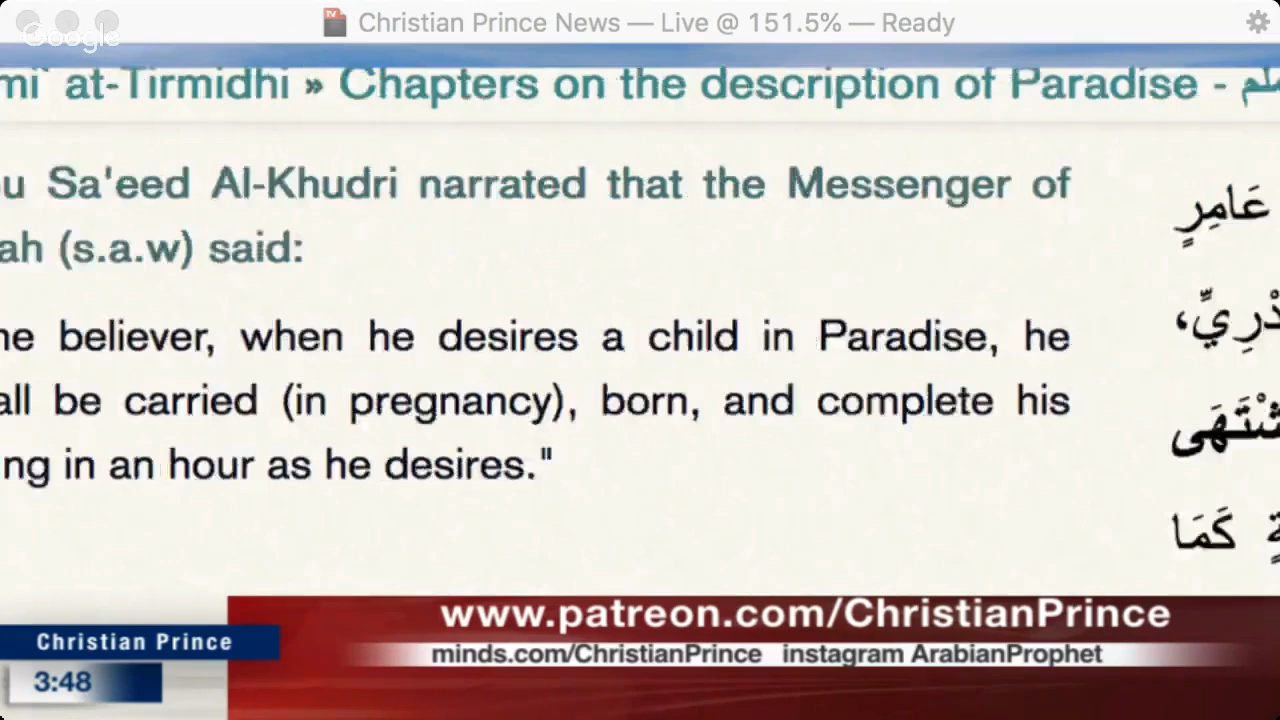 Google
Christian Prince News — Live @ 151.5% — Ready
mi` at-Tirmidhi » Chapters on the description of Paradise -
u Sa'eed Al-Khudri narrated that the Messenger of
ah (s.a.w) said:
he believer, when he desires a child in Paradise, he
all be carried (in pregnancy), born, and complete his
ng in an hour as he desires."
عَامِرٍ
دْرِيِّ،
شْتَهَى
كَمَا
www.patreon.com/ChristianPrince
Christian Prince
minds.com/ChristianPrince instagram ArabianProphet
3:48